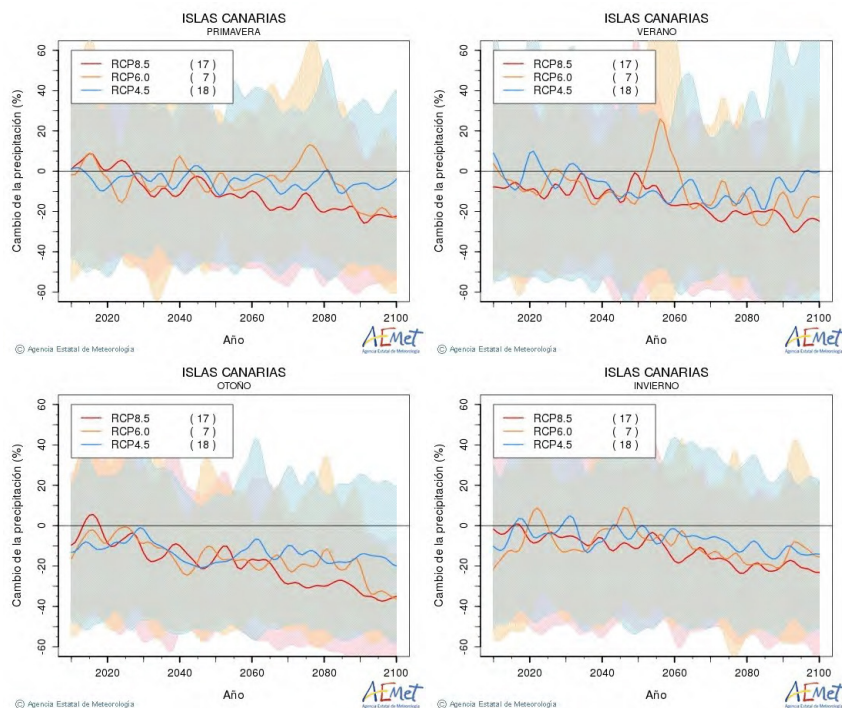 ISLAS CANARIAS
PRIMAVERA
Cambio de la precipitación (%)
60
40
20
0
-20
-40
-60
RCP8.5 ( 17 )
RCP6.0 ( 7 )
RCP4.5 ( 18 )
2020 2040 2060 2080 2100
Año
© Agencia Estatal de Meteorología
AEmet
Agencia Estatal de Meteorología
ISLAS CANARIAS
VERANO
Cambio de la precipitación (%)
60
40
20
0
-20
-40
-60
RCP8.5 ( 17 )
RCP6.0 ( 7 )
RCP4.5 ( 18 )
2020 2040 2060 2080 2100
Año
© Agencia Estatal de Meteorología
AEmet
Agencia Estatal de Meteorología
ISLAS CANARIAS
OTOÑO
Cambio de la precipitación (%)
60
40
20
0
-20
-40
-60
RCP8.5 ( 17 )
RCP6.0 ( 7 )
RCP4.5 ( 18 )
2020 2040 2060 2080 2100
Año
© Agencia Estatal de Meteorología
AEmet
Agencia Estatal de Meteorología
ISLAS CANARIAS
INVIERNO
Cambio de la precipitación (%)
60
40
20
0
-20
-40
-60
RCP8.5 ( 17 )
RCP6.0 ( 7 )
RCP4.5 ( 18 )
2020 2040 2060 2080 2100
Año
© Agencia Estatal de Meteorología
AEmet
Agencia Estatal de Meteorología